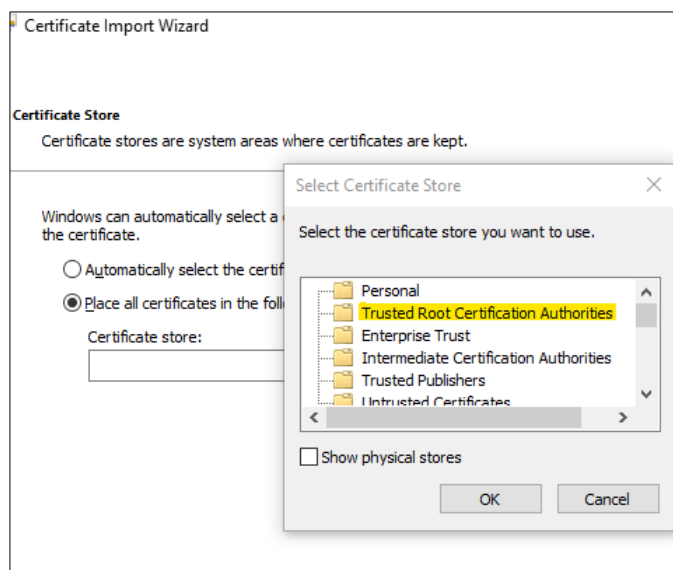 Certificate Import Wizard
Certificate Store
Certificate stores are system areas where certificates are kept.
Windows can automatically select a
the certificate.
Automatically select the certif
Place all certificates in the foll
Certificate store:
Select Certificate Store
Select the certificate store you want to use.
Personal
Trusted Root Certification Authorities
Enterprise Trust
Intermediate Certification Authorities
Trusted Publishers
Untrusted Certificates
Show physical stores
OK
Cancel